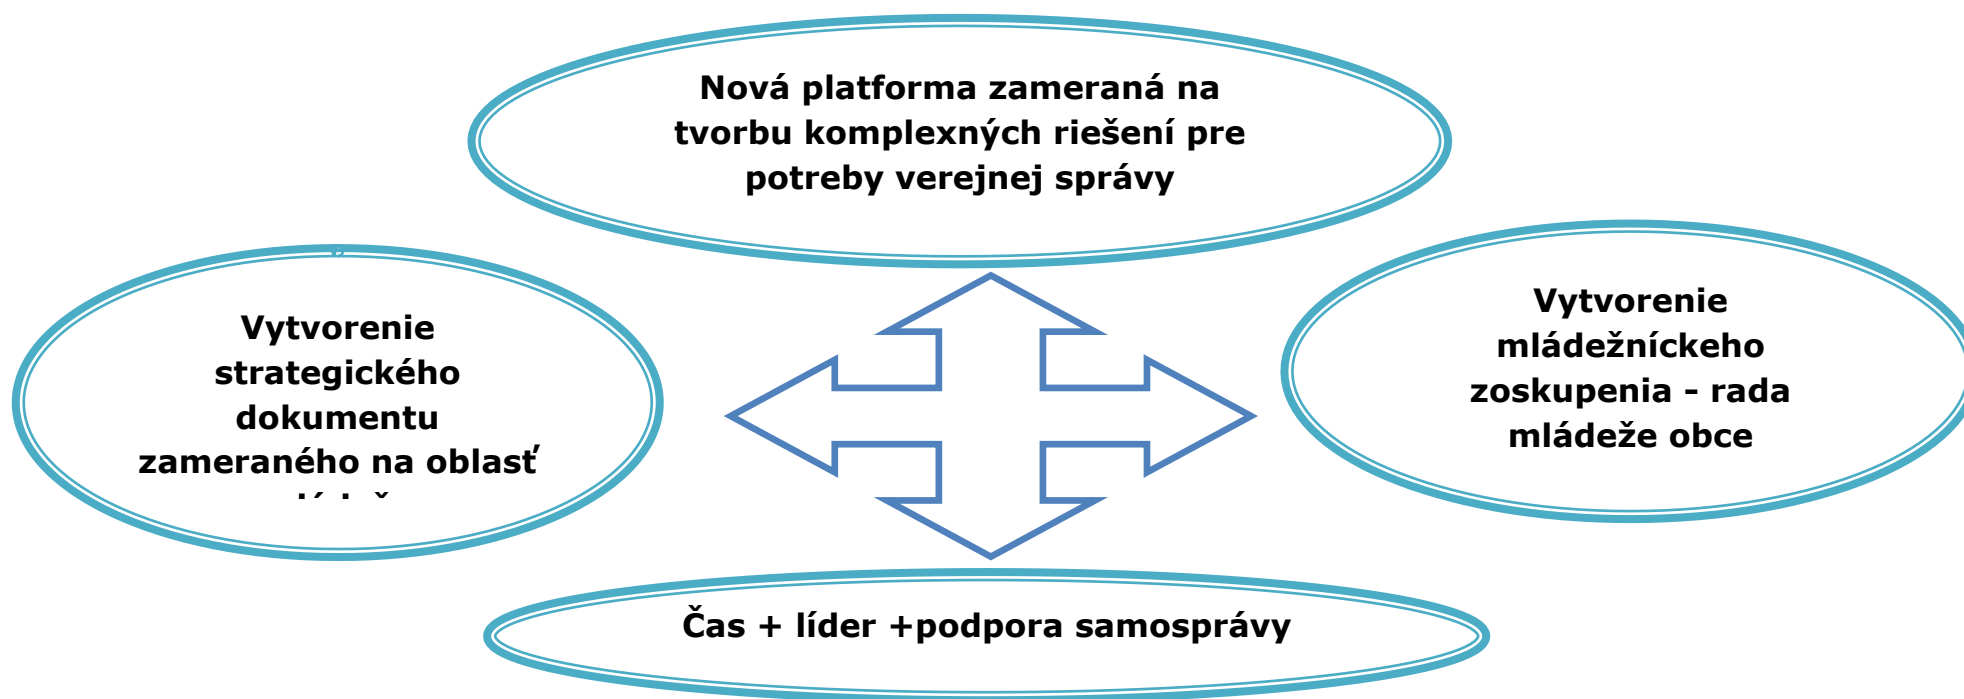 Nová platforma zameraná na
tvorbu komplexných riešení pre
potreby verejnej správy
Vytvorenie
strategického
dokumentu
zameraného na oblasť
Vytvorenie
mládežníckeho
zoskupenia - rada
mládeže obce
Čas + líder +podpora samosprávy